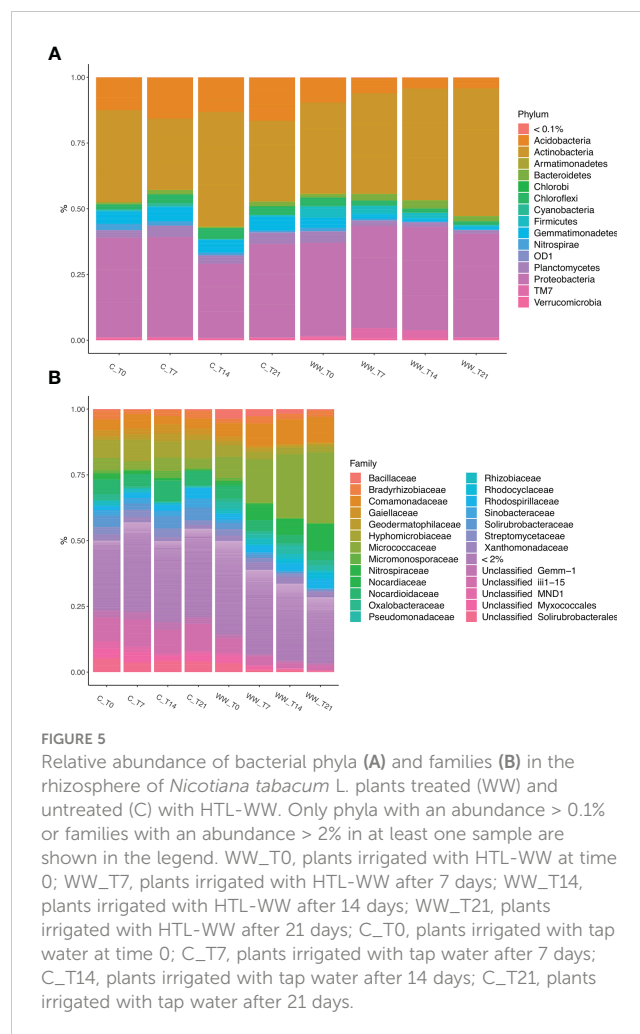 A
1.00
0.75
0.50
0.25
0.00
%
C_T0
C_T7
C_T14
C_T21
WW_T0
WW_T7
WW_T14
WW_T21
Phylum
< 0.1%
Acidobacteria
Actinobacteria
Armatimonadetes
Bacteroidetes
Chlorobi
Chloroflexi
Cyanobacteria
Firmicutes
Gemmatimonadetes
Nitrospirae
OD1
Planctomycetes
Proteobacteria
TM7
Verrucomicrobia
B
1.00
0.75
0.50
0.25
0.00
%
C_T0
C_T7
C_T14
C_T21
WW_T0
WW_T7
WW_T14
WW_T21
Family
Bacillaceae
Bradyrhizobiaceae
Comamonadaceae
Gaiellaceae
Geodermatophilaceae
Hyphomicrobiaceae
Micrococcaceae
Micromonosporaceae
Nitrospiraceae
Nocardiaceae
Nocardioidaceae
Oxalobacteraceae
Pseudomonadaceae
Rhizobiaceae
Rhodocyclaceae
Rhodospirillaceae
Sinobacteraceae
Solirubrobacteraceae
Streptomycetaceae
Xanthomonadaceae
< 2%
Unclassified Gemm-1
Unclassified iii1-15
Unclassified MND1
Unclassified Myxococcales
Unclassified Solirubrobacterales
FIGURE 5
Relative abundance of bacterial phyla (A) and families (B) in the
rhizosphere of Nicotiana tabacum L. plants treated (WW) and
untreated (C) with HTL-WW. Only phyla with an abundance > 0.1%
or families with an abundance > 2% in at least one sample are
shown in the legend. WW_T0, plants irrigated with HTL-WW at time
0; WW_T7, plants irrigated with HTL-WW after 7 days; WW_T14,
plants irrigated with HTL-WW after 14 days; WW_T21, plants
irrigated with HTL-WW after 21 days; C_T0, plants irrigated with tap
water at time 0; C_T7, plants irrigated with tap water after 7 days;
C_T14, plants irrigated with tap water after 14 days; C_T21, plants
irrigated with tap water after 21 days.